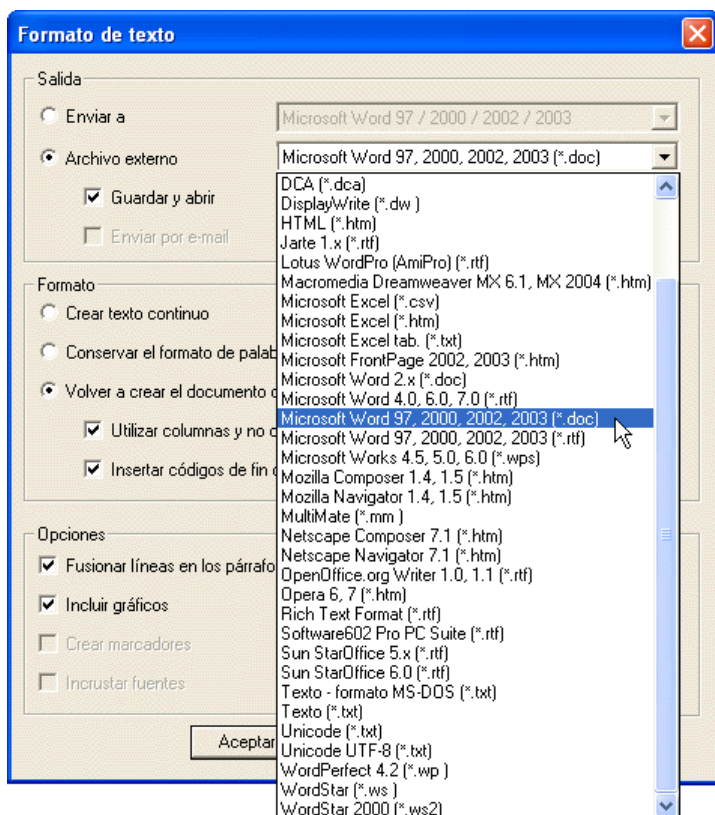 Formato de texto
Salida
Enviar a
Microsoft Word 97 / 2000 / 2002 / 2003
Archivo externo
Microsoft Word 97, 2000, 2002, 2003 (*.doc)
Guardar y abrir
Enviar por e-mail
Formato
Crear texto continuo
Conservar el formato de palab
Volver a crear el documento
Utilizar columnas y no
Insertar códigos de fin
Opciones
Fusionar líneas en los párrafo
Incluir gráficos
Crear marcadores
Incrustar fuentes
Aceptar
DCA (*.dca)
DisplayWrite (*.dw )
HTML (*.htm)
Jarte 1.x (*.rtf)
Lotus WordPro (AmiPro) (*.rtf)
Macromedia Dreamweaver MX 6.1, MX 2004 (*.htm)
Microsoft Excel (*.csv)
Microsoft Excel (*.htm)
Microsoft Excel tab. (*.txt)
Microsoft FrontPage 2002, 2003 (*.htm)
Microsoft Word 2.x (*.doc)
Microsoft Word 4.0, 6.0, 7.0 (*.rtf)
Microsoft Word 97, 2000, 2002, 2003 (*.doc)
Microsoft Word 97, 2000, 2002, 2003 (*.rtf)
Microsoft Works 4.5, 5.0, 6.0 (*.wps)
Mozilla Composer 1.4, 1.5 (*.htm)
Mozilla Navigator 1.4, 1.5 (*.htm)
MultiMate (*.mm )
Netscape Composer 7.1 (*.htm)
Netscape Navigator 7.1 (*.htm)
OpenOffice.org Writer 1.0, 1.1 (*.rtf)
Opera 6, 7 (*.htm)
Rich Text Format (*.rtf)
Software602 Pro PC Suite (*.rtf)
Sun StarOffice 5.x (*.rtf)
Sun StarOffice 6.0 (*.rtf)
Texto - formato MS-DOS (*.txt)
Texto (*.txt)
Unicode (*.txt)
Unicode UTF-8 (*.txt)
WordPerfect 4.2 (*.wp )
WordStar (*.ws )
WordStar 2000 (*.ws2)